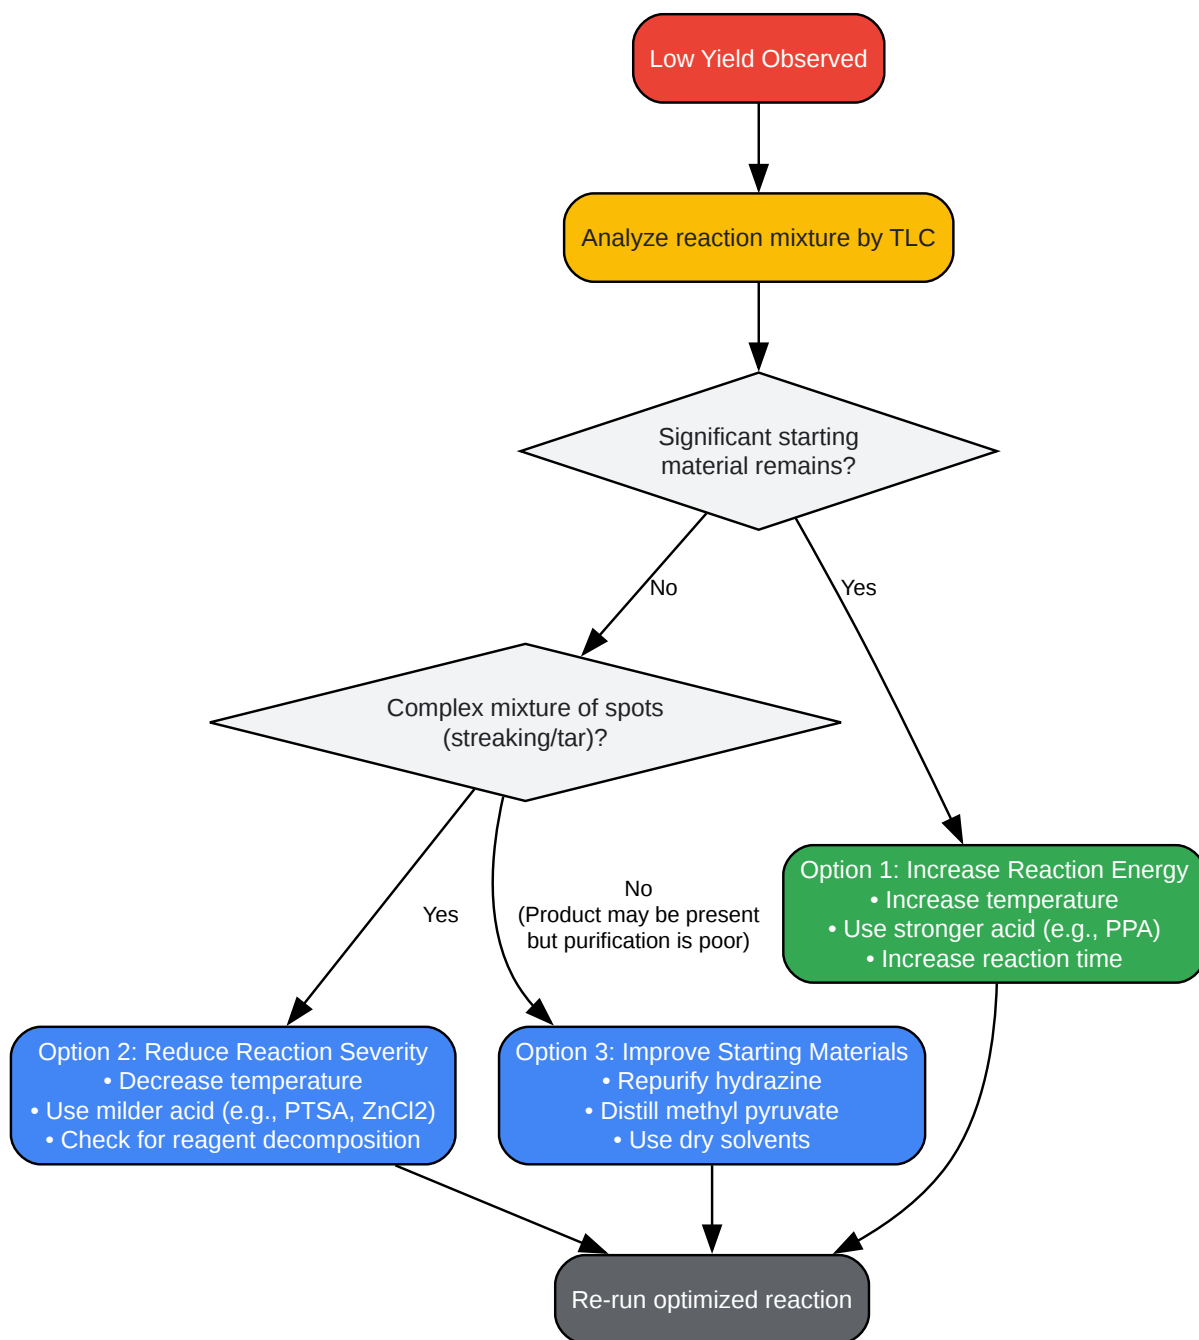 Low Yield Observed
Analyze reaction mixture by TLC
Significant starting
material remains?
No
Yes
Complex mixture of spots
(streaking/tar)?
Yes
No
(Product may be present
but purification is poor)
Option 1: Increase Reaction Energy
• Increase temperature
• Use stronger acid (e.g., PPA)
• Increase reaction time
Option 2: Reduce Reaction Severity
• Decrease temperature
• Use milder acid (e.g., PTSA, ZnCl2)
• Check for reagent decomposition
Option 3: Improve Starting Materials
• Repurify hydrazine
• Distill methyl pyruvate
• Use dry solvents
Re-run optimized reaction